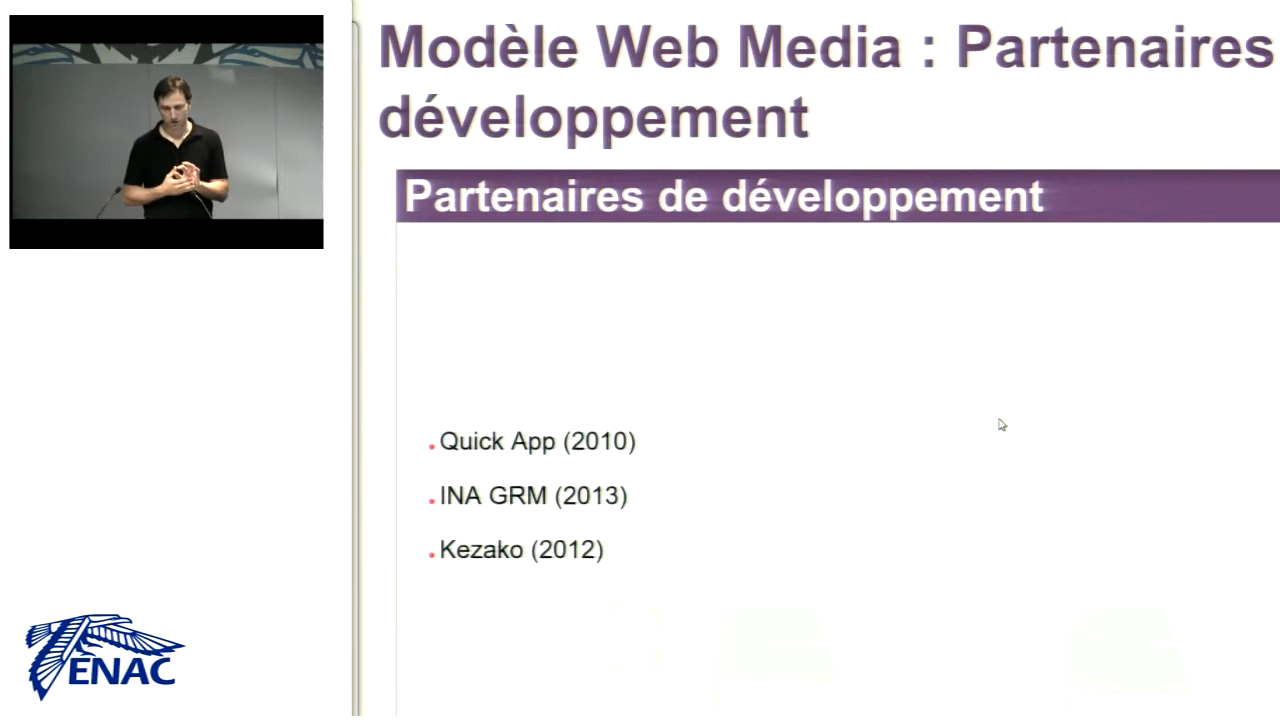 Modèle Web Media : Partenaires
développement
Partenaires de développement
Quick App (2010)
INA GRM (2013)
Kezako (2012)
ENAC